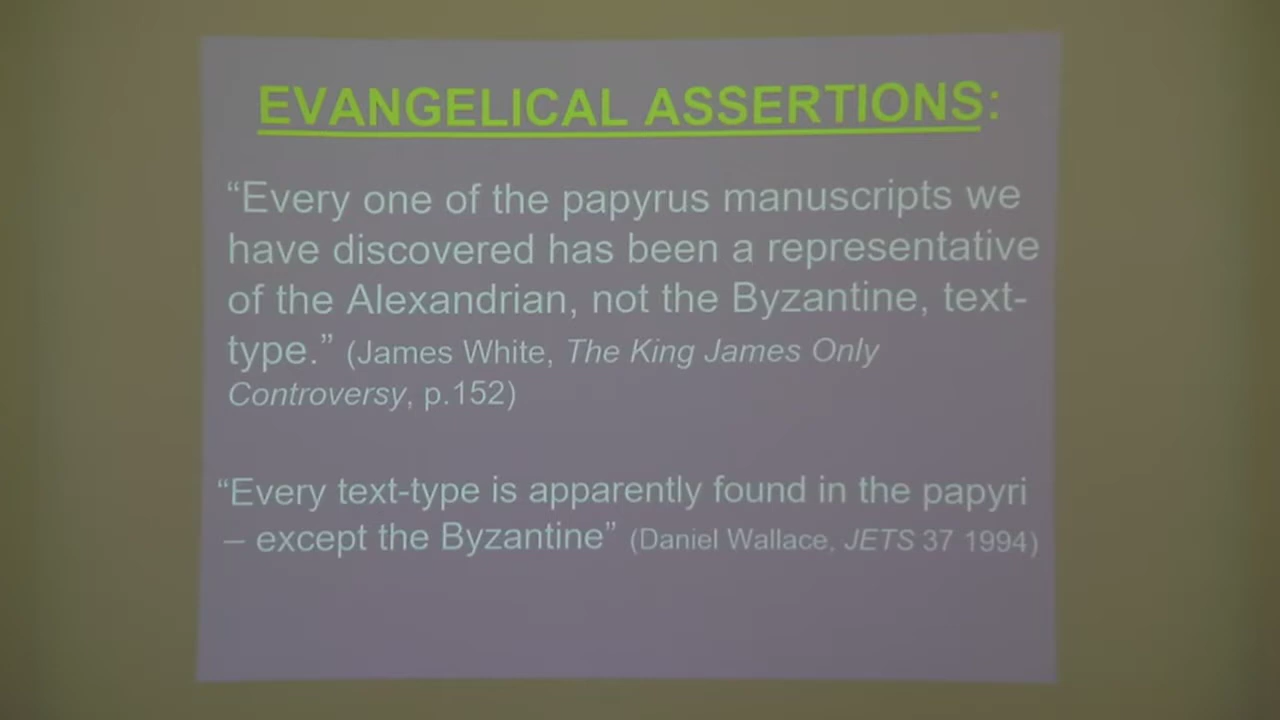 EVANGELICAL ASSERTIONS:
“Every one of the papyrus manuscripts we
have discovered has been a representative
of the Alexandrian, not the Byzantine, text-
type.” (James White, The King James Only
Controversy, p.152)
“Every text-type is apparently found in the papyri
– except the Byzantine” (Daniel Wallace, JETS 37 1994)